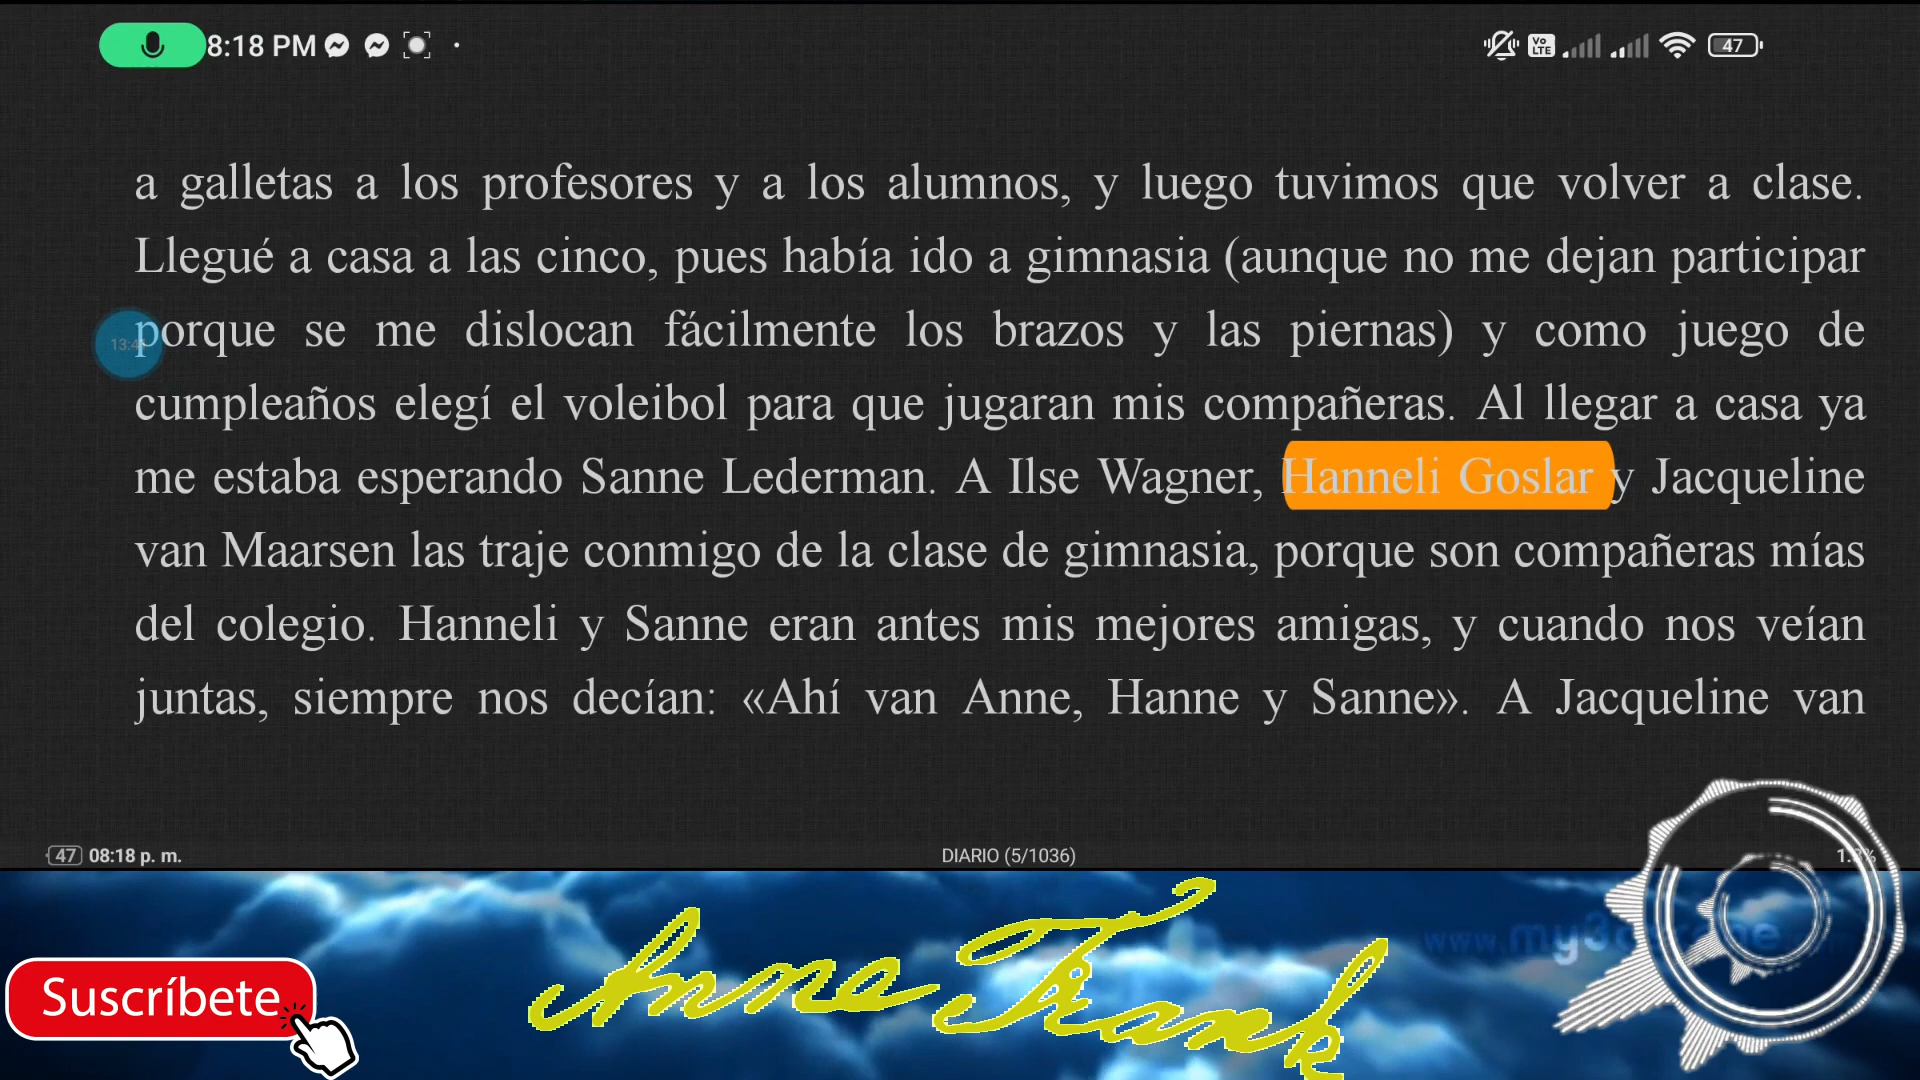 8:18 PM
Vo LTE
47
a galletas a los profesores y a los alumnos, y luego tuvimos que volver a clase.
Llegué a casa a las cinco, pues había ido a gimnasia (aunque no me dejan participar
porque se me dislocan fácilmente los brazos y las piernas) y como juego de
cumpleaños elegí el voleibol para que jugaran mis compañeras. Al llegar a casa ya
me estaba esperando Sanne Lederman. A Ilse Wagner, Hanneli Goslar y Jacqueline
van Maarsen las traje conmigo de la clase de gimnasia, porque son compañeras mías
del colegio. Hanneli y Sanne eran antes mis mejores amigas, y cuando nos veían
juntas, siempre nos decían: «Ahí van Anne, Hanne y Sanne». A Jacqueline van
47 08:18 p. m.
DIARIO (5/1036)
Anne Frank
Suscríbete